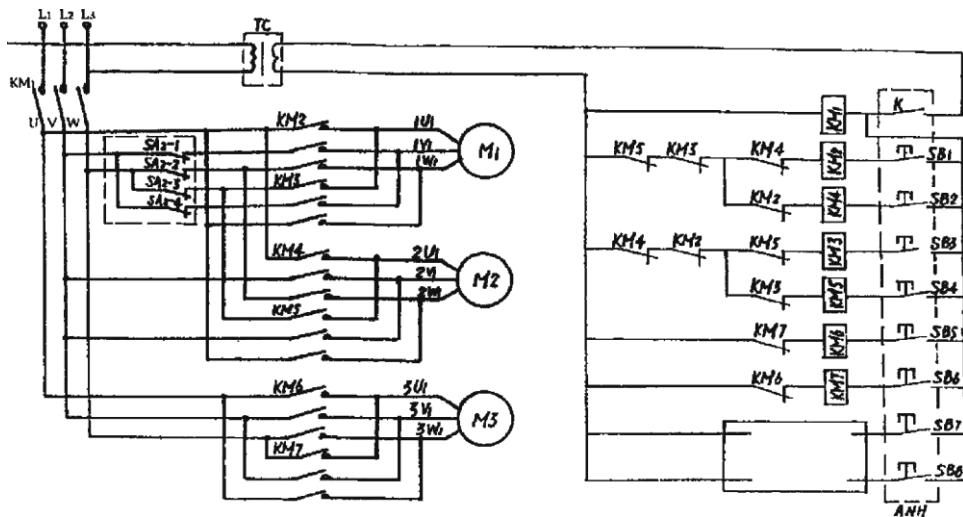 L1 L2 L3
TC
KM
U V W
KM2 1U1
1V1
1W1
M1
SA2-1
SA2-2
SA2-3
SA2-4
KM3
KM4 2U1
2V1
2W1
M2
KM5
KM6 3U1
3V1
3W1
M3
KM7
KM1 K
KM5 KM3 KM4 KM2 SB1
KM2 KM4 SB2
KM4 KM2 KM5 KM3 SB3
KM3 KM5 SB4
KM7 KM6 SB5
KM6 KM7 SB6
SB7
SB8
ANH